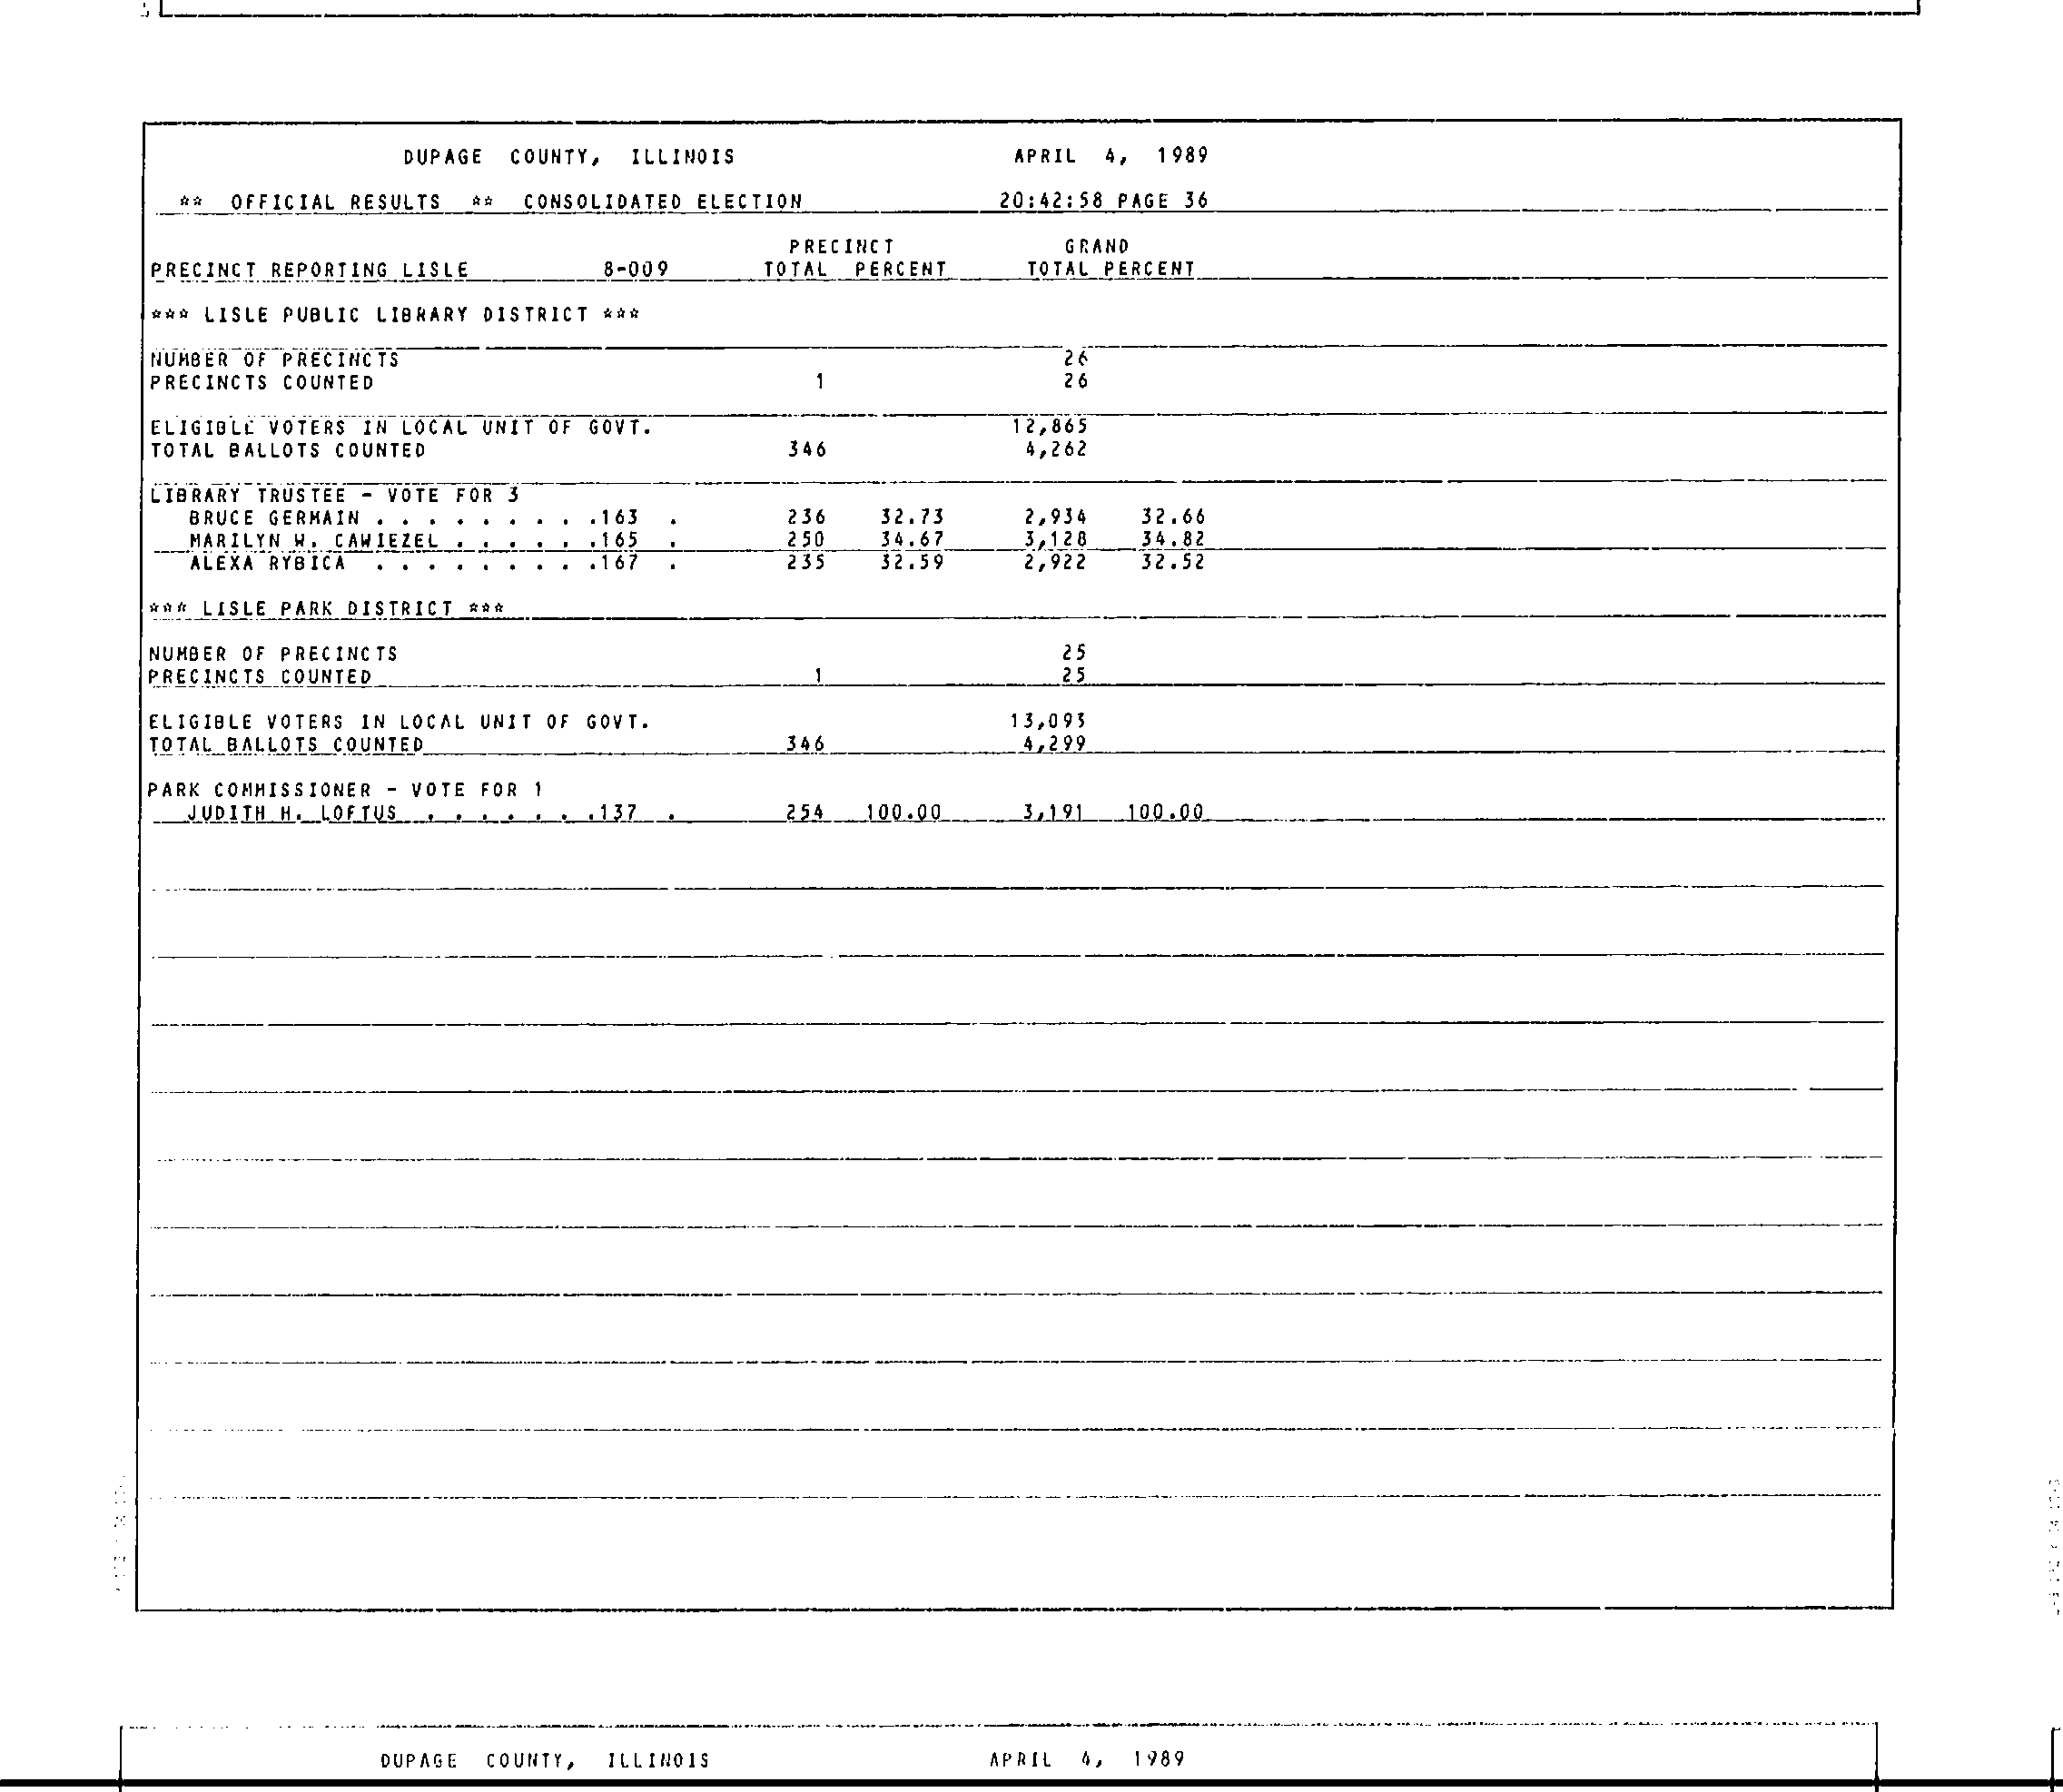 DUPAGE COUNTY, ILLINOIS APRIL 4, 1989
** OFFICIAL RESULTS ** CONSOLIDATED ELECTION 20:42:58 PAGE 36
PRECINCT GRAND
PRECINCT REPORTING LISLE 8-009 TOTAL PERCENT TOTAL PERCENT
*** LISLE PUBLIC LIBRARY DISTRICT ***
NUMBER OF PRECINCTS 26
PRECINCTS COUNTED 1 26
ELIGIBLE VOTERS IN LOCAL UNIT OF GOVT. 12,865
TOTAL BALLOTS COUNTED 346 4,262
LIBRARY TRUSTEE - VOTE FOR 3
BRUCE GERMAIN . . . . . . . . .163 . 236 32.73 2,934 32.66
MARILYN W. CAWIEZEL . . . . . .165 . 250 34.67 3,128 34.82
ALEXA RYBICA . . . . . . . . .167 . 235 32.59 2,922 32.52
*** LISLE PARK DISTRICT ***
NUMBER OF PRECINCTS 25
PRECINCTS COUNTED 1 25
ELIGIBLE VOTERS IN LOCAL UNIT OF GOVT. 13,093
TOTAL BALLOTS COUNTED 346 4,299
PARK COMMISSIONER - VOTE FOR 1
JUDITH H. LOFTUS . . . . . . .137 . 254 100.00 3,191 100.00
DUPAGE COUNTY, ILLINOIS APRIL 4, 1989